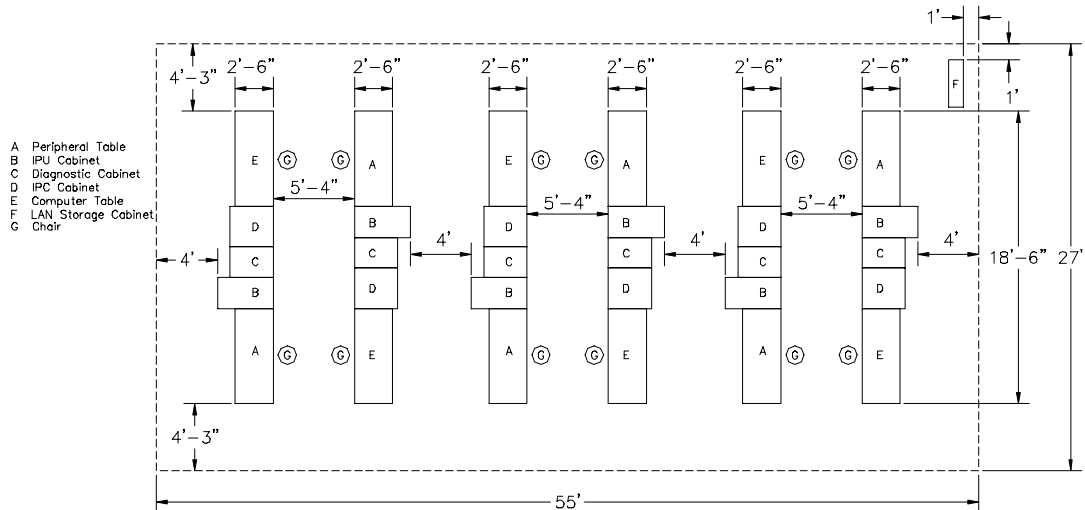 1'
4'-3"
2'-6"
2'-6"
2'-6"
2'-6"
2'-6"
2'-6"
F
1'
A Peripheral Table
B IPU Cabinet
C Diagnostic Cabinet
D IPC Cabinet
E Computer Table
F LAN Storage Cabinet
G Chair
E G G A E G G A E G G A
5'-4" 5'-4" 5'-4"
D B D B D B
4' C C 4' C C 4' C C 4' 18'-6" 27'
B D B D B D
A G G E A G G E A G G E
4'-3"
55'